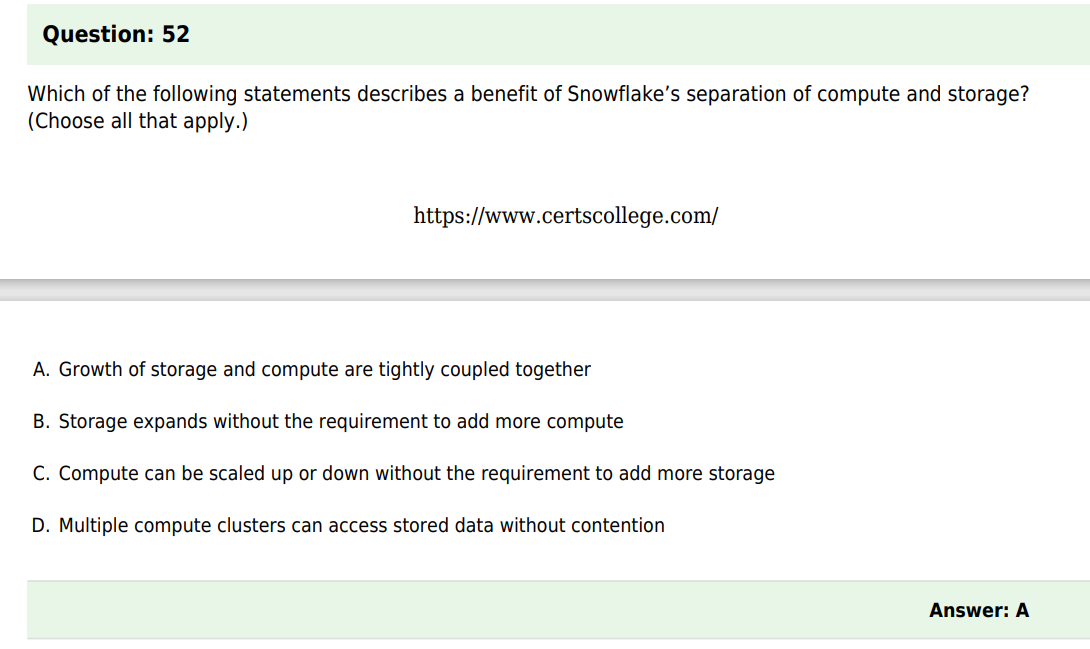 Question: 52
Which of the following statements describes a benefit of Snowflake’s separation of compute and storage?
(Choose all that apply.)
https://www.certscollege.com/
A. Growth of storage and compute are tightly coupled together
B. Storage expands without the requirement to add more compute
C. Compute can be scaled up or down without the requirement to add more storage
D. Multiple compute clusters can access stored data without contention
Answer: A